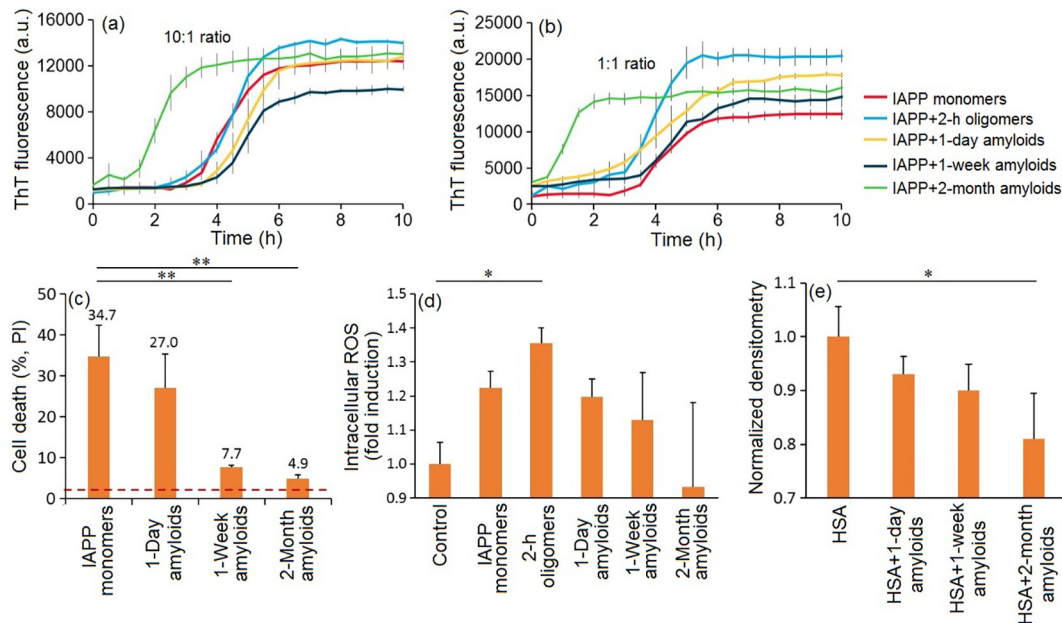 (a)
10:1 ratio
ThT fluorescence (a.u.)
16000
12000
8000
4000
0
0 2 4 6 8 10
Time (h)
(b)
1:1 ratio
ThT fluorescence (a.u.)
25000
20000
15000
10000
5000
0
0 2 4 6 8 10
Time (h)
IAPP monomers
IAPP+2-h oligomers
IAPP+1-day amyloids
IAPP+1-week amyloids
IAPP+2-month amyloids
(c)
**
**
Cell death (%, PI)
50
40
30
20
10
0
34.7
27.0
7.7
4.9
IAPP
monomers
1-Day
amyloids
1-Week
amyloids
2-Month
amyloids
(d)
*
Intracellular ROS
(fold induction)
1.5
1.4
1.3
1.2
1.1
1.0
0.9
Control
IAPP
monomers
2-h
oligomers
1-Day
amyloids
1-Week
amyloids
2-Month
amyloids
(e)
*
Normalized densitometry
1.1
1.0
0.9
0.8
0.7
HSA
HSA+1-day
amyloids
HSA+1-week
amyloids
HSA+2-month
amyloids